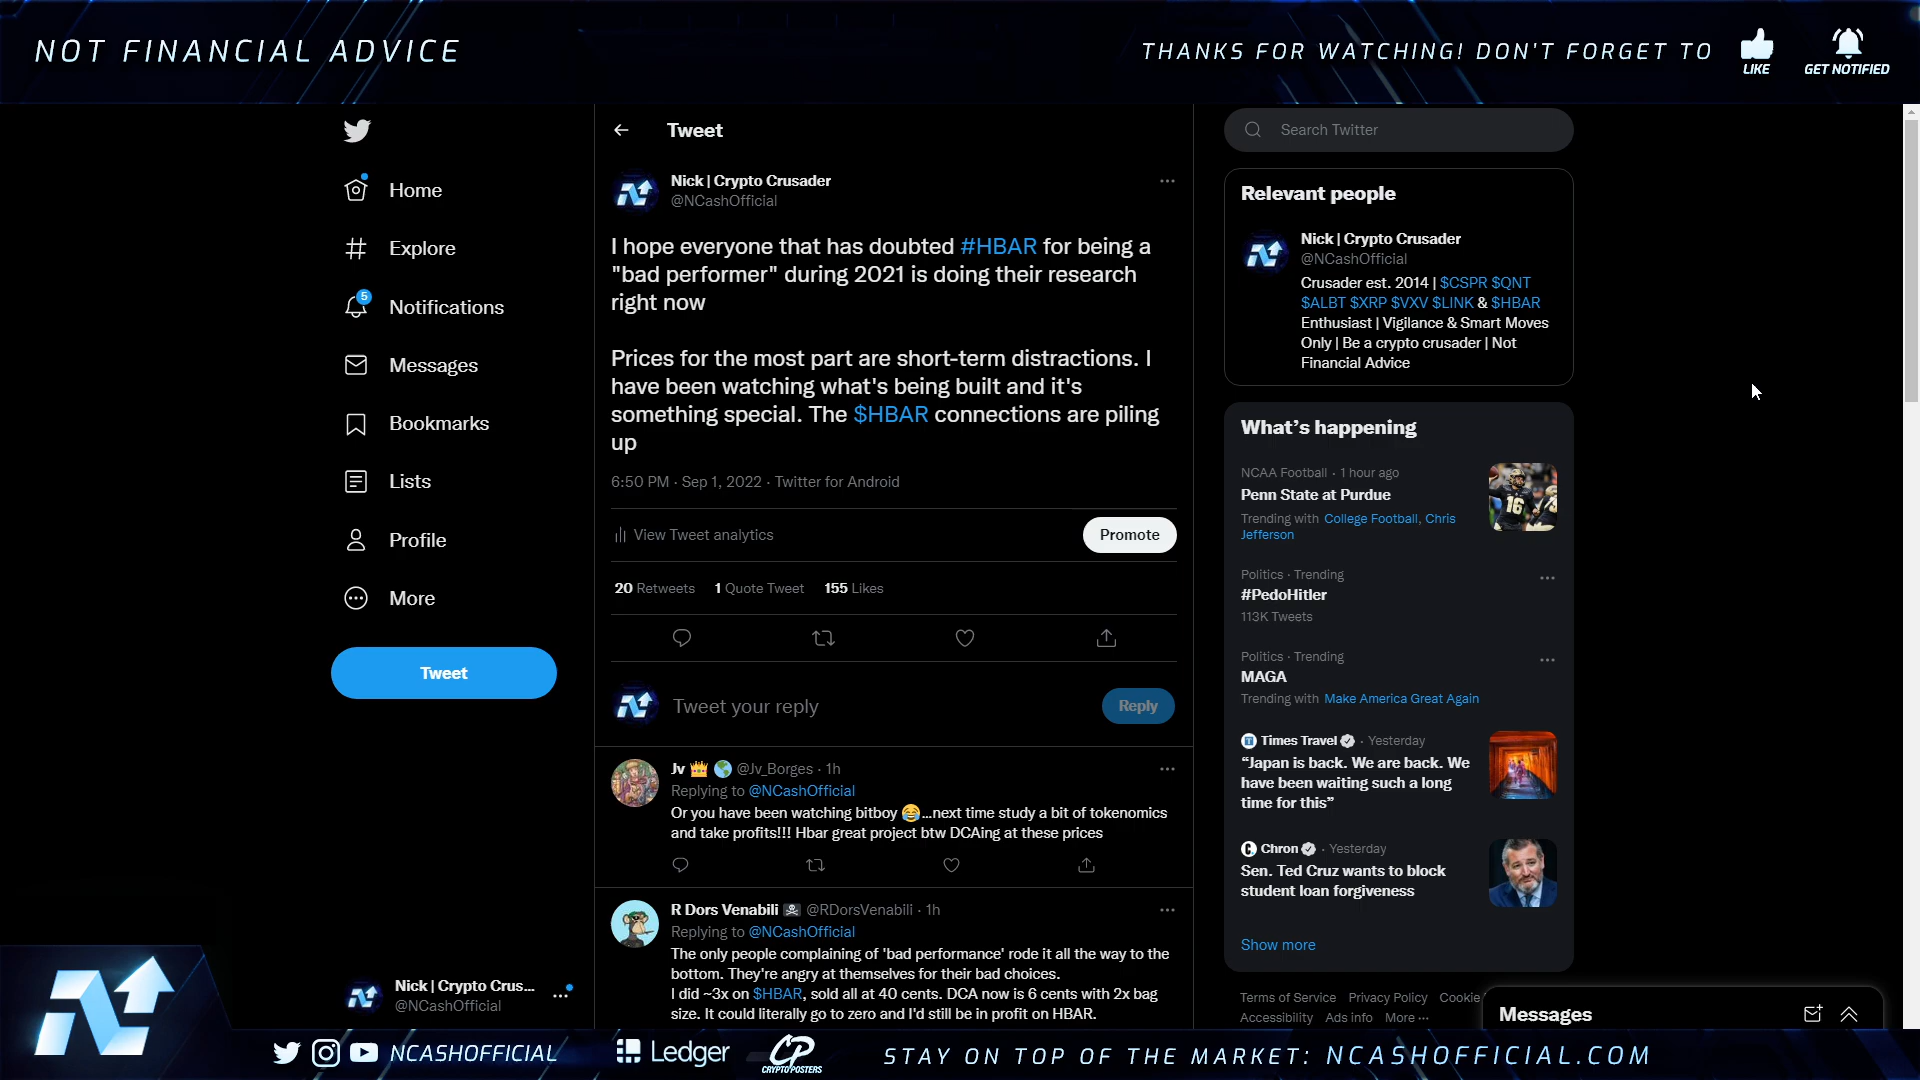 NOT FINANCIAL ADVICE
THANKS FOR WATCHING! DON'T FORGET TO
LIKE
GET NOTIFIED
Home
Explore
5
Notifications
Messages
Bookmarks
Lists
Profile
More
Tweet
Nick | Crypto Crus...
@NCashOfficial
Tweet
Nick | Crypto Crusader
@NCashOfficial
I hope everyone that has doubted #HBAR for being a
"bad performer" during 2021 is doing their research
right now
Prices for the most part are short-term distractions. I
have been watching what's being built and it's
something special. The $HBAR connections are piling
up
6:50 PM · Sep 1, 2022 · Twitter for Android
View Tweet analytics
Promote
20 Retweets 1 Quote Tweet 155 Likes
Tweet your reply
Reply
Jv 👑 🌎 @Jv_Borges · 1h
Replying to @NCashOfficial
Or you have been watching bitboy 😂...next time study a bit of tokenomics
and take profits!!! Hbar great project btw DCAing at these prices
R Dors Venabili ☠ @RDorsVenabili · 1h
Replying to @NCashOfficial
The only people complaining of 'bad performance' rode it all the way to the
bottom. They're angry at themselves for their bad choices.
I did ~3x on $HBAR, sold all at 40 cents. DCA now is 6 cents with 2x bag
size. It could literally go to zero and I'd still be in profit on HBAR.
Search Twitter
Relevant people
Nick | Crypto Crusader
@NCashOfficial
Crusader est. 2014 | $CSPR $QNT
$ALBT $XRP $VXV $LINK & $HBAR
Enthusiast | Vigilance & Smart Moves
Only | Be a crypto crusader | Not
Financial Advice
What's happening
NCAA Football · 1 hour ago
Penn State at Purdue
Trending with College Football, Chris
Jefferson
16
Politics · Trending
#PedoHitler
113K Tweets
Politics · Trending
MAGA
Trending with Make America Great Again
Times Travel · Yesterday
“Japan is back. We are back. We
have been waiting such a long
time for this”
Chron · Yesterday
Sen. Ted Cruz wants to block
student loan forgiveness
Show more
Terms of Service Privacy Policy Cookie
Accessibility Ads info More ···
Messages
NCASHOFFICIAL
Ledger
CP
CRYPTO POSTERS
STAY ON TOP OF THE MARKET: NCASHOFFICIAL.COM